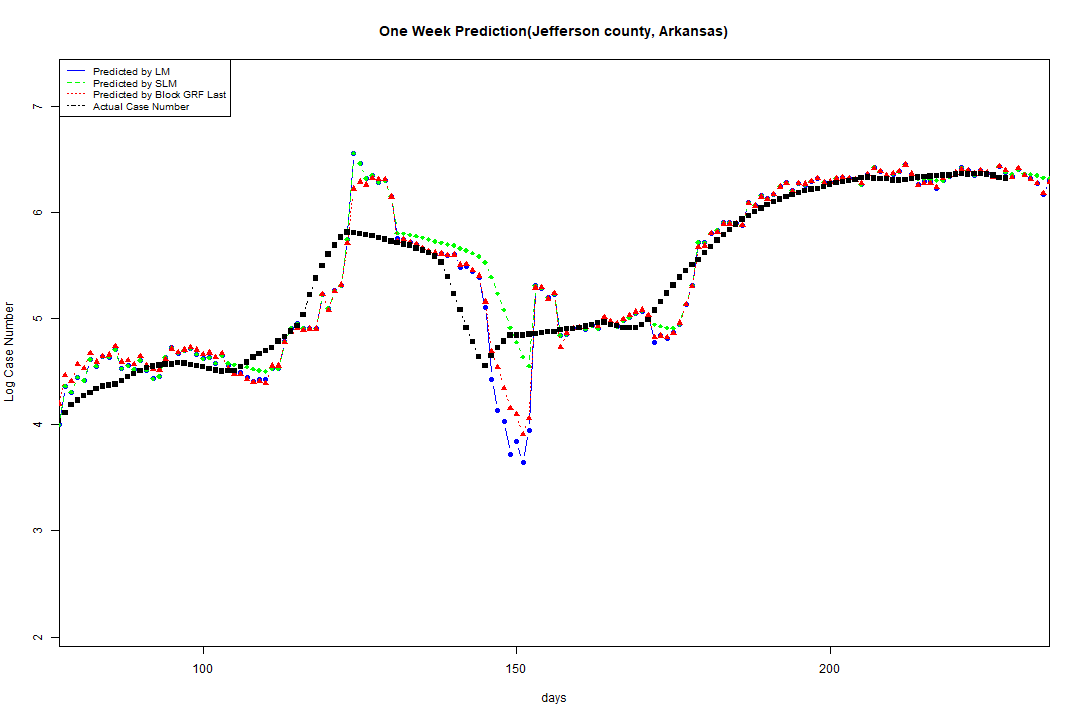 One Week Prediction(Jefferson county, Arkansas)
Predicted by LM
Predicted by SLM
Predicted by Block GRF Last
Actual Case Number
7
6
5
4
3
2
Log Case Number
100 150 200
days